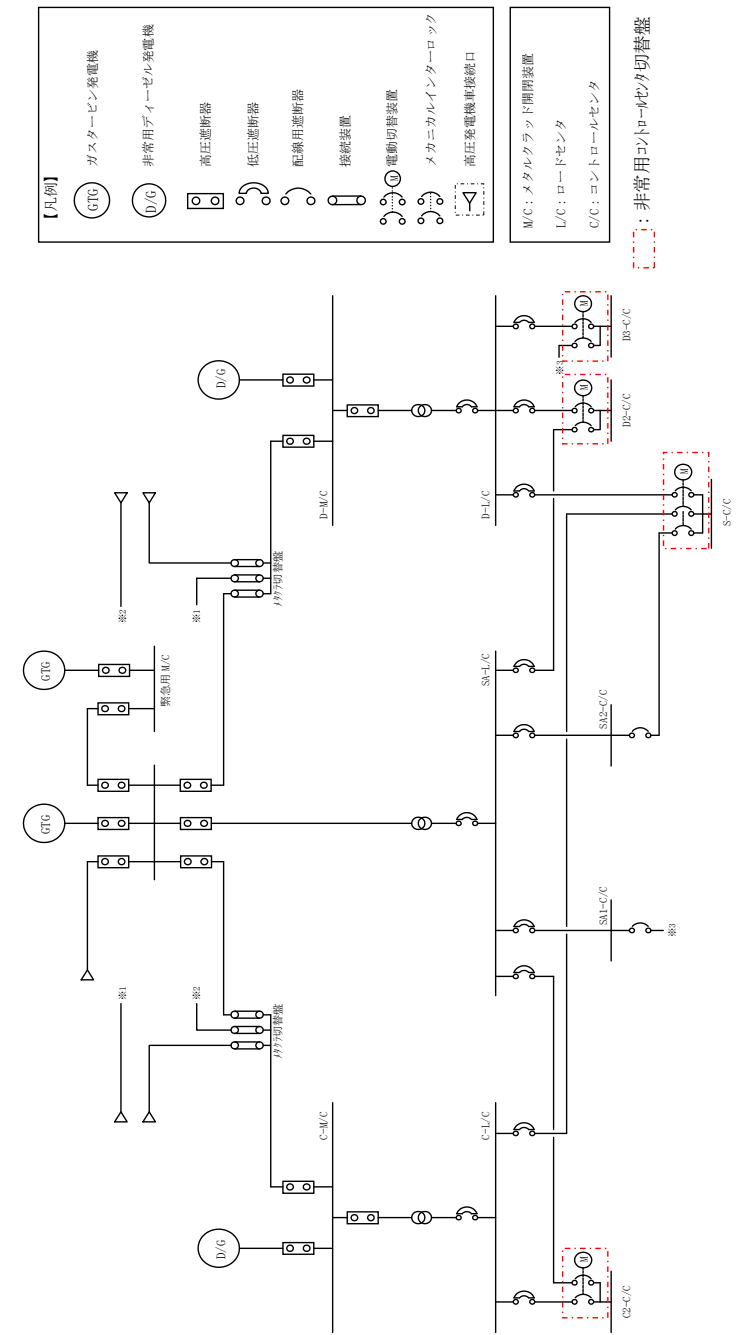 【凡例】
GTG
ガスタービン発電機
D/G
非常用ディーゼル発電機
高圧遮断器
低圧遮断器
配線用遮断器
接続装置
M
電動切替装置
メカニカルインターロック
高圧発電機車接続口
M/C：メタルクラッド開閉装置
L/C：ロードセンタ
C/C：コントロールセンタ
：非常用コントロールセンタ切替盤
GTG
GTG
緊急用 M/C
※1
※2
※2
※1
メタクラ切替盤
メタクラ切替盤
D/G
D/G
C-M/C
D-M/C
C-L/C
SA-L/C
D-L/C
M
C2-C/C
SA1-C/C
※3
SA2-C/C
M
S-C/C
M
D2-C/C
※3
M
D3-C/C